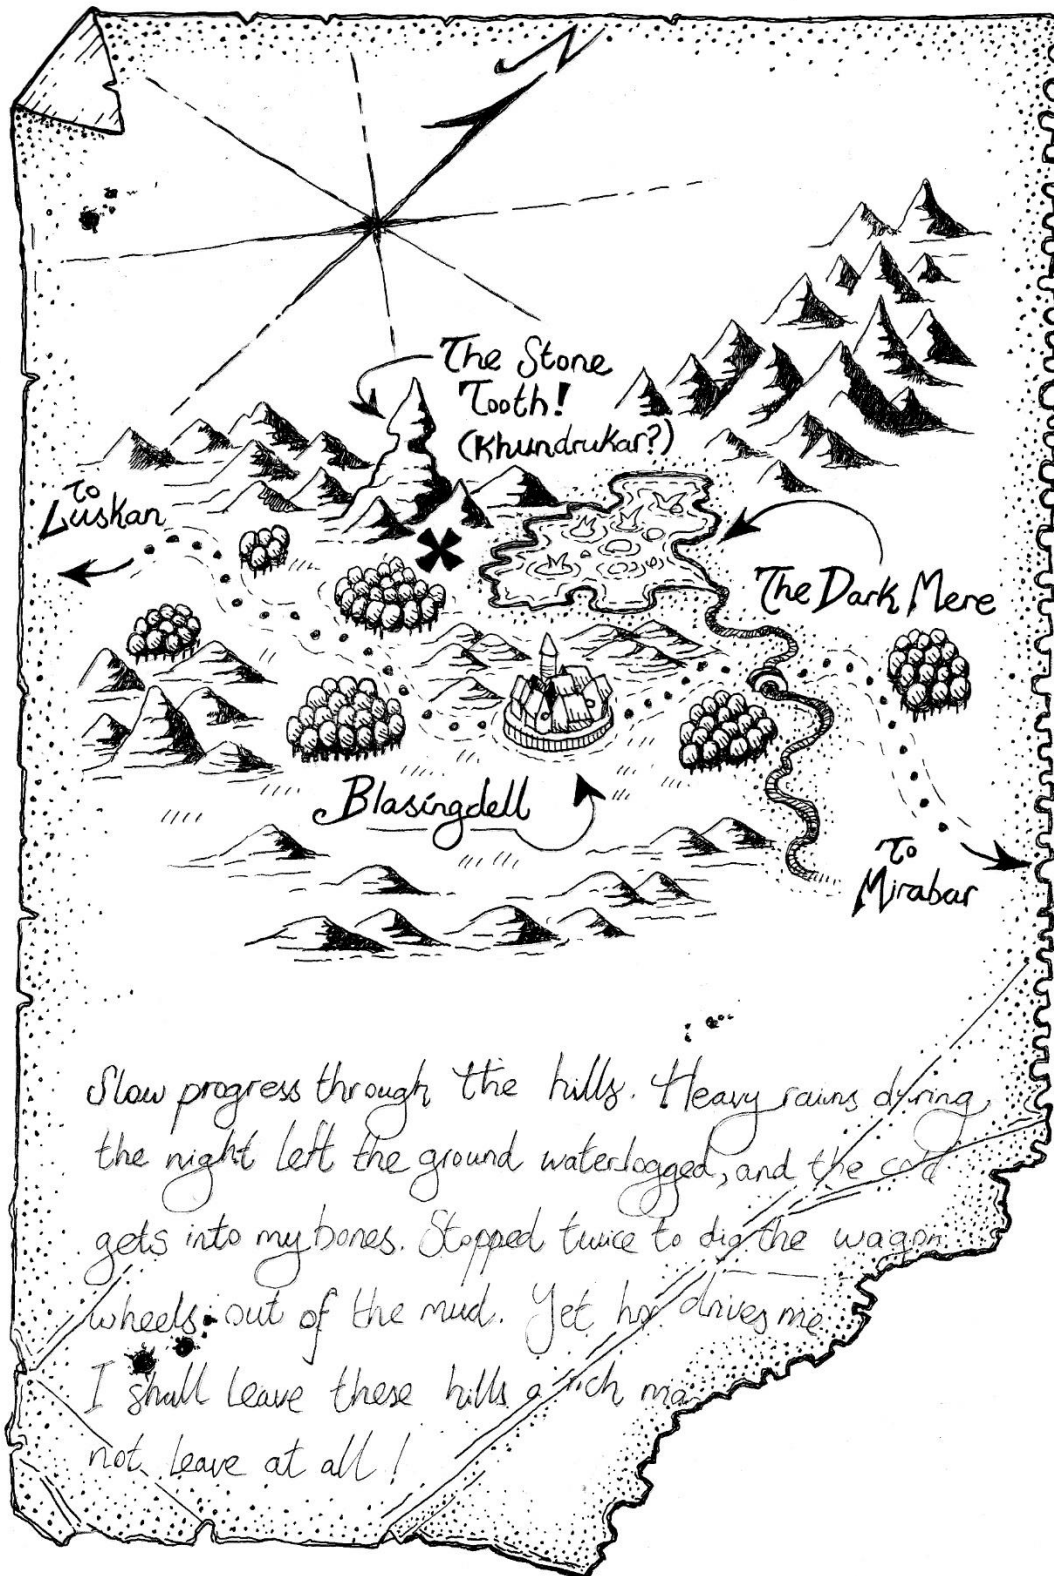 N
The Stone
Tooth!
(Khundrukar?)
To
Luskan
The Dark Mere
Blasingdell
To
Mirabar
Slow progress through the hills. Heavy rains during
the night left the ground waterlogged, and the cold
gets into my bones. Stopped twice to dig the wagon
wheels out of the mud. Yet drives me
I shall leave these hills a rich
not leave at all!